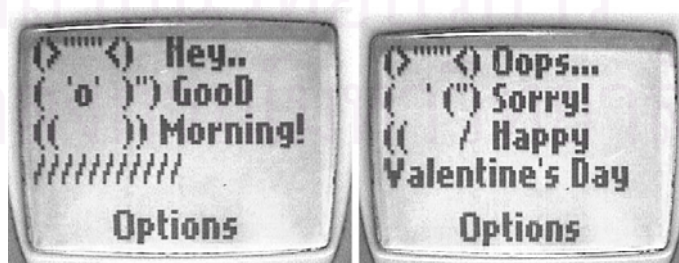 (>"""<) Hey..
( 'o' )") GooD
((     )) Morning!
///////////
Options
(>"""<) Oops...
(   ' (") Sorry!
((     / Happy
Valentine's Day
Options